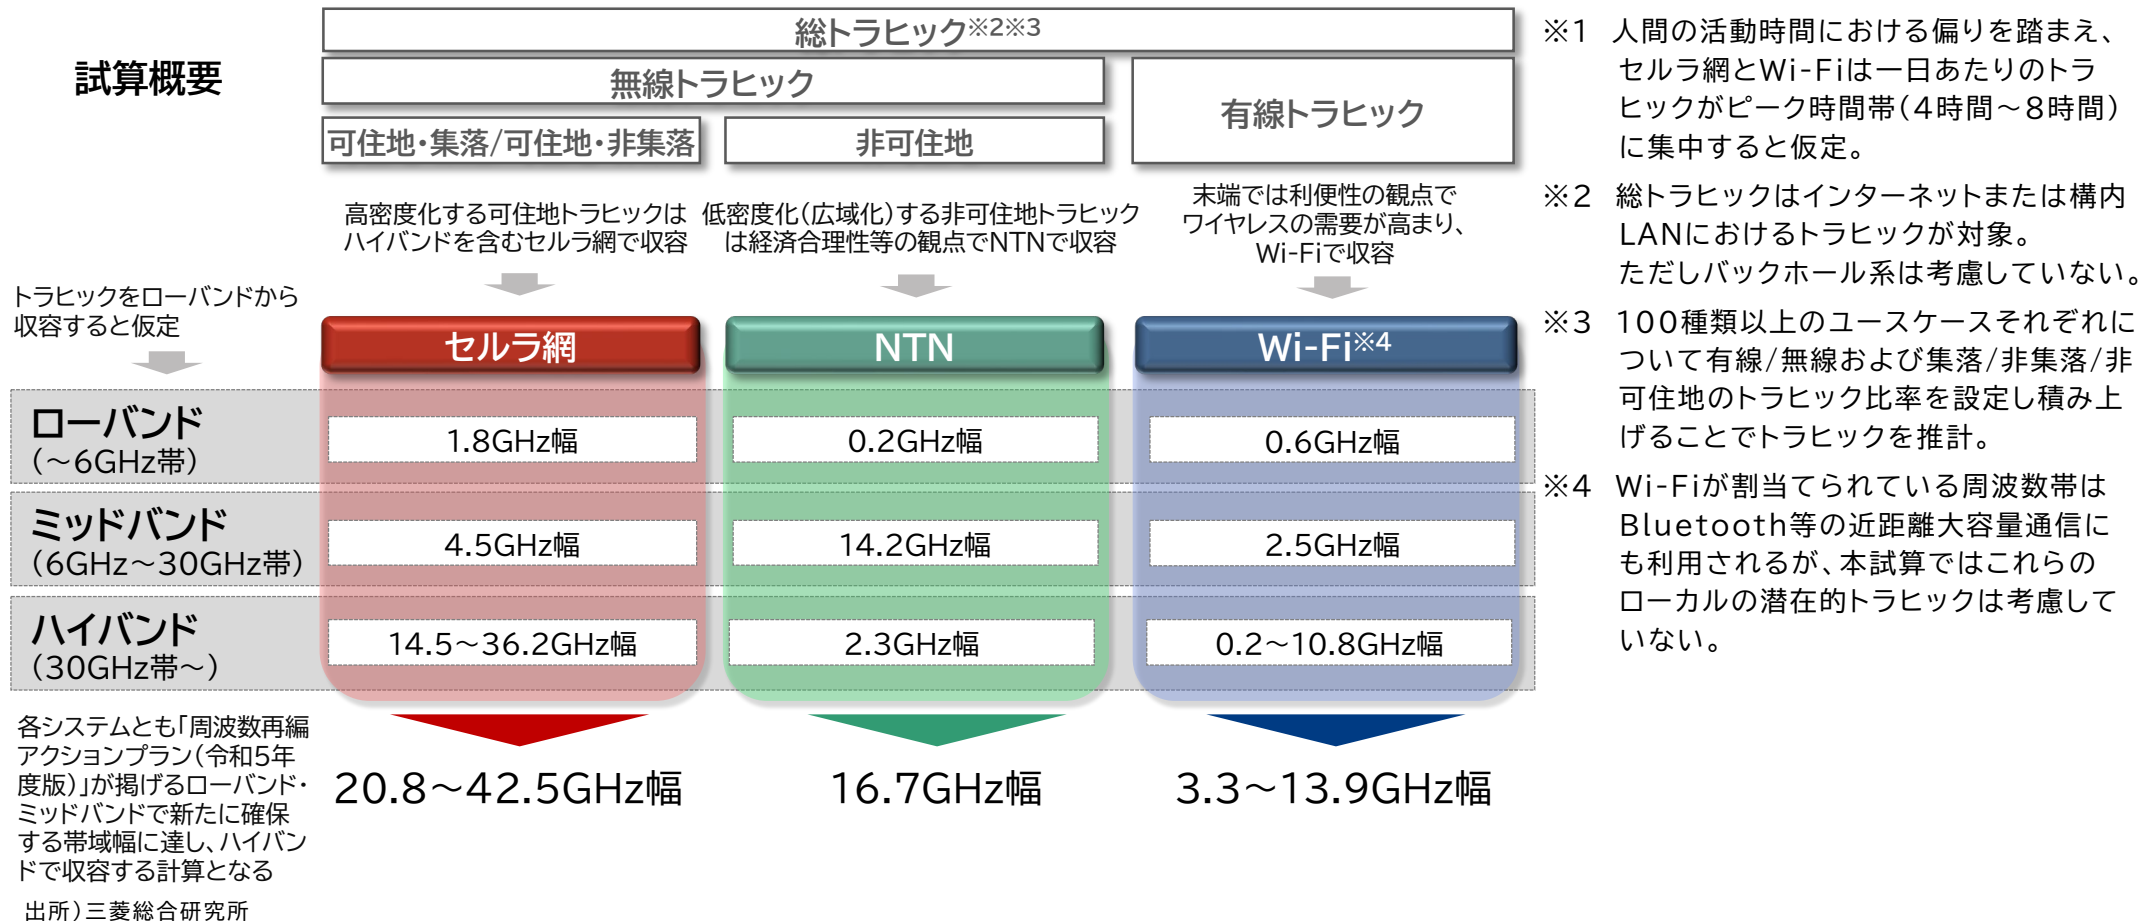 試算概要
総トラヒック※2※3
無線トラヒック
有線トラヒック
可住地・集落/可住地・非集落
非可住地
高密度化する可住地トラヒックは
ハイバンドを含むセルラ網で収容
低密度化(広域化)する非可住地トラヒック
は経済合理性等の観点でNTNで収容
末端では利便性の観点で
ワイヤレスの需要が高まり、
Wi-Fiで収容
トラヒックをローバンドから
収容すると仮定
セルラ網
NTN
Wi-Fi※4
ローバンド
(～6GHz帯)
1.8GHz幅
0.2GHz幅
0.6GHz幅
ミッドバンド
(6GHz～30GHz帯)
4.5GHz幅
14.2GHz幅
2.5GHz幅
ハイバンド
(30GHz帯～)
14.5～36.2GHz幅
2.3GHz幅
0.2～10.8GHz幅
各システムとも「周波数再編
アクションプラン(令和5年
度版)」が掲げるローバンド・
ミッドバンドで新たに確保
する帯域幅に達し、ハイバン
ドで収容する計算となる
20.8～42.5GHz幅
16.7GHz幅
3.3～13.9GHz幅
出所)三菱総合研究所
※1 人間の活動時間における偏りを踏まえ、
セルラ網とWi-Fiは一日あたりのトラ
ヒックがピーク時間帯(4時間～8時間)
に集中すると仮定。
※2 総トラヒックはインターネットまたは構内
LANにおけるトラヒックが対象。
ただしバックホール系は考慮していない。
※3 100種類以上のユースケースそれぞれに
ついて有線/無線および集落/非集落/非
可住地のトラヒック比率を設定し積み上
げることでトラヒックを推計。
※4 Wi-Fiが割当てられている周波数帯は
Bluetooth等の近距離大容量通信に
も利用されるが、本試算ではこれらの
ローカルの潜在的トラヒックは考慮して
いない。